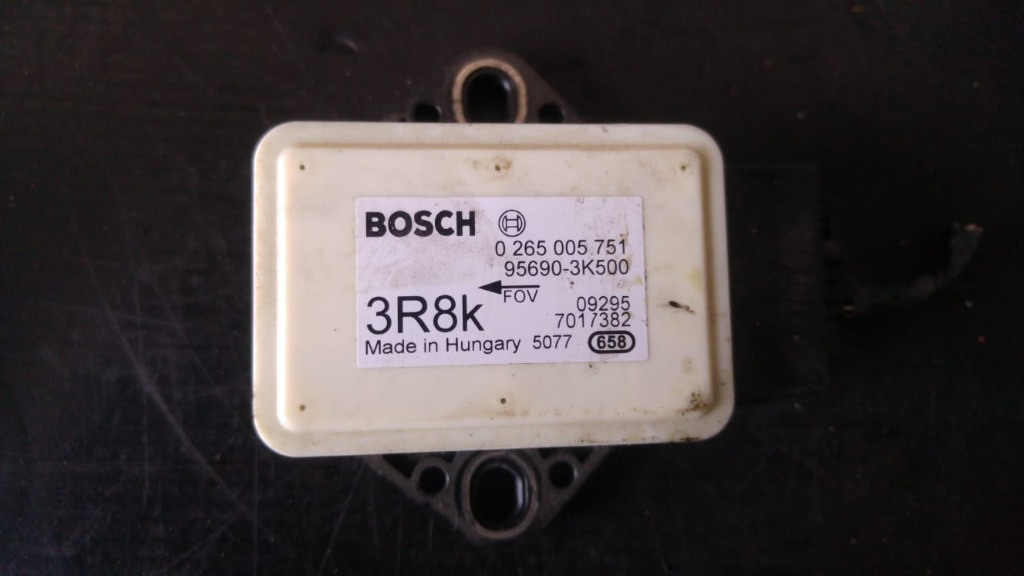 BOSCH
0 265 005 751
95690-3K500
FOV
3R8k
09295
7017382
Made in Hungary 5077 658